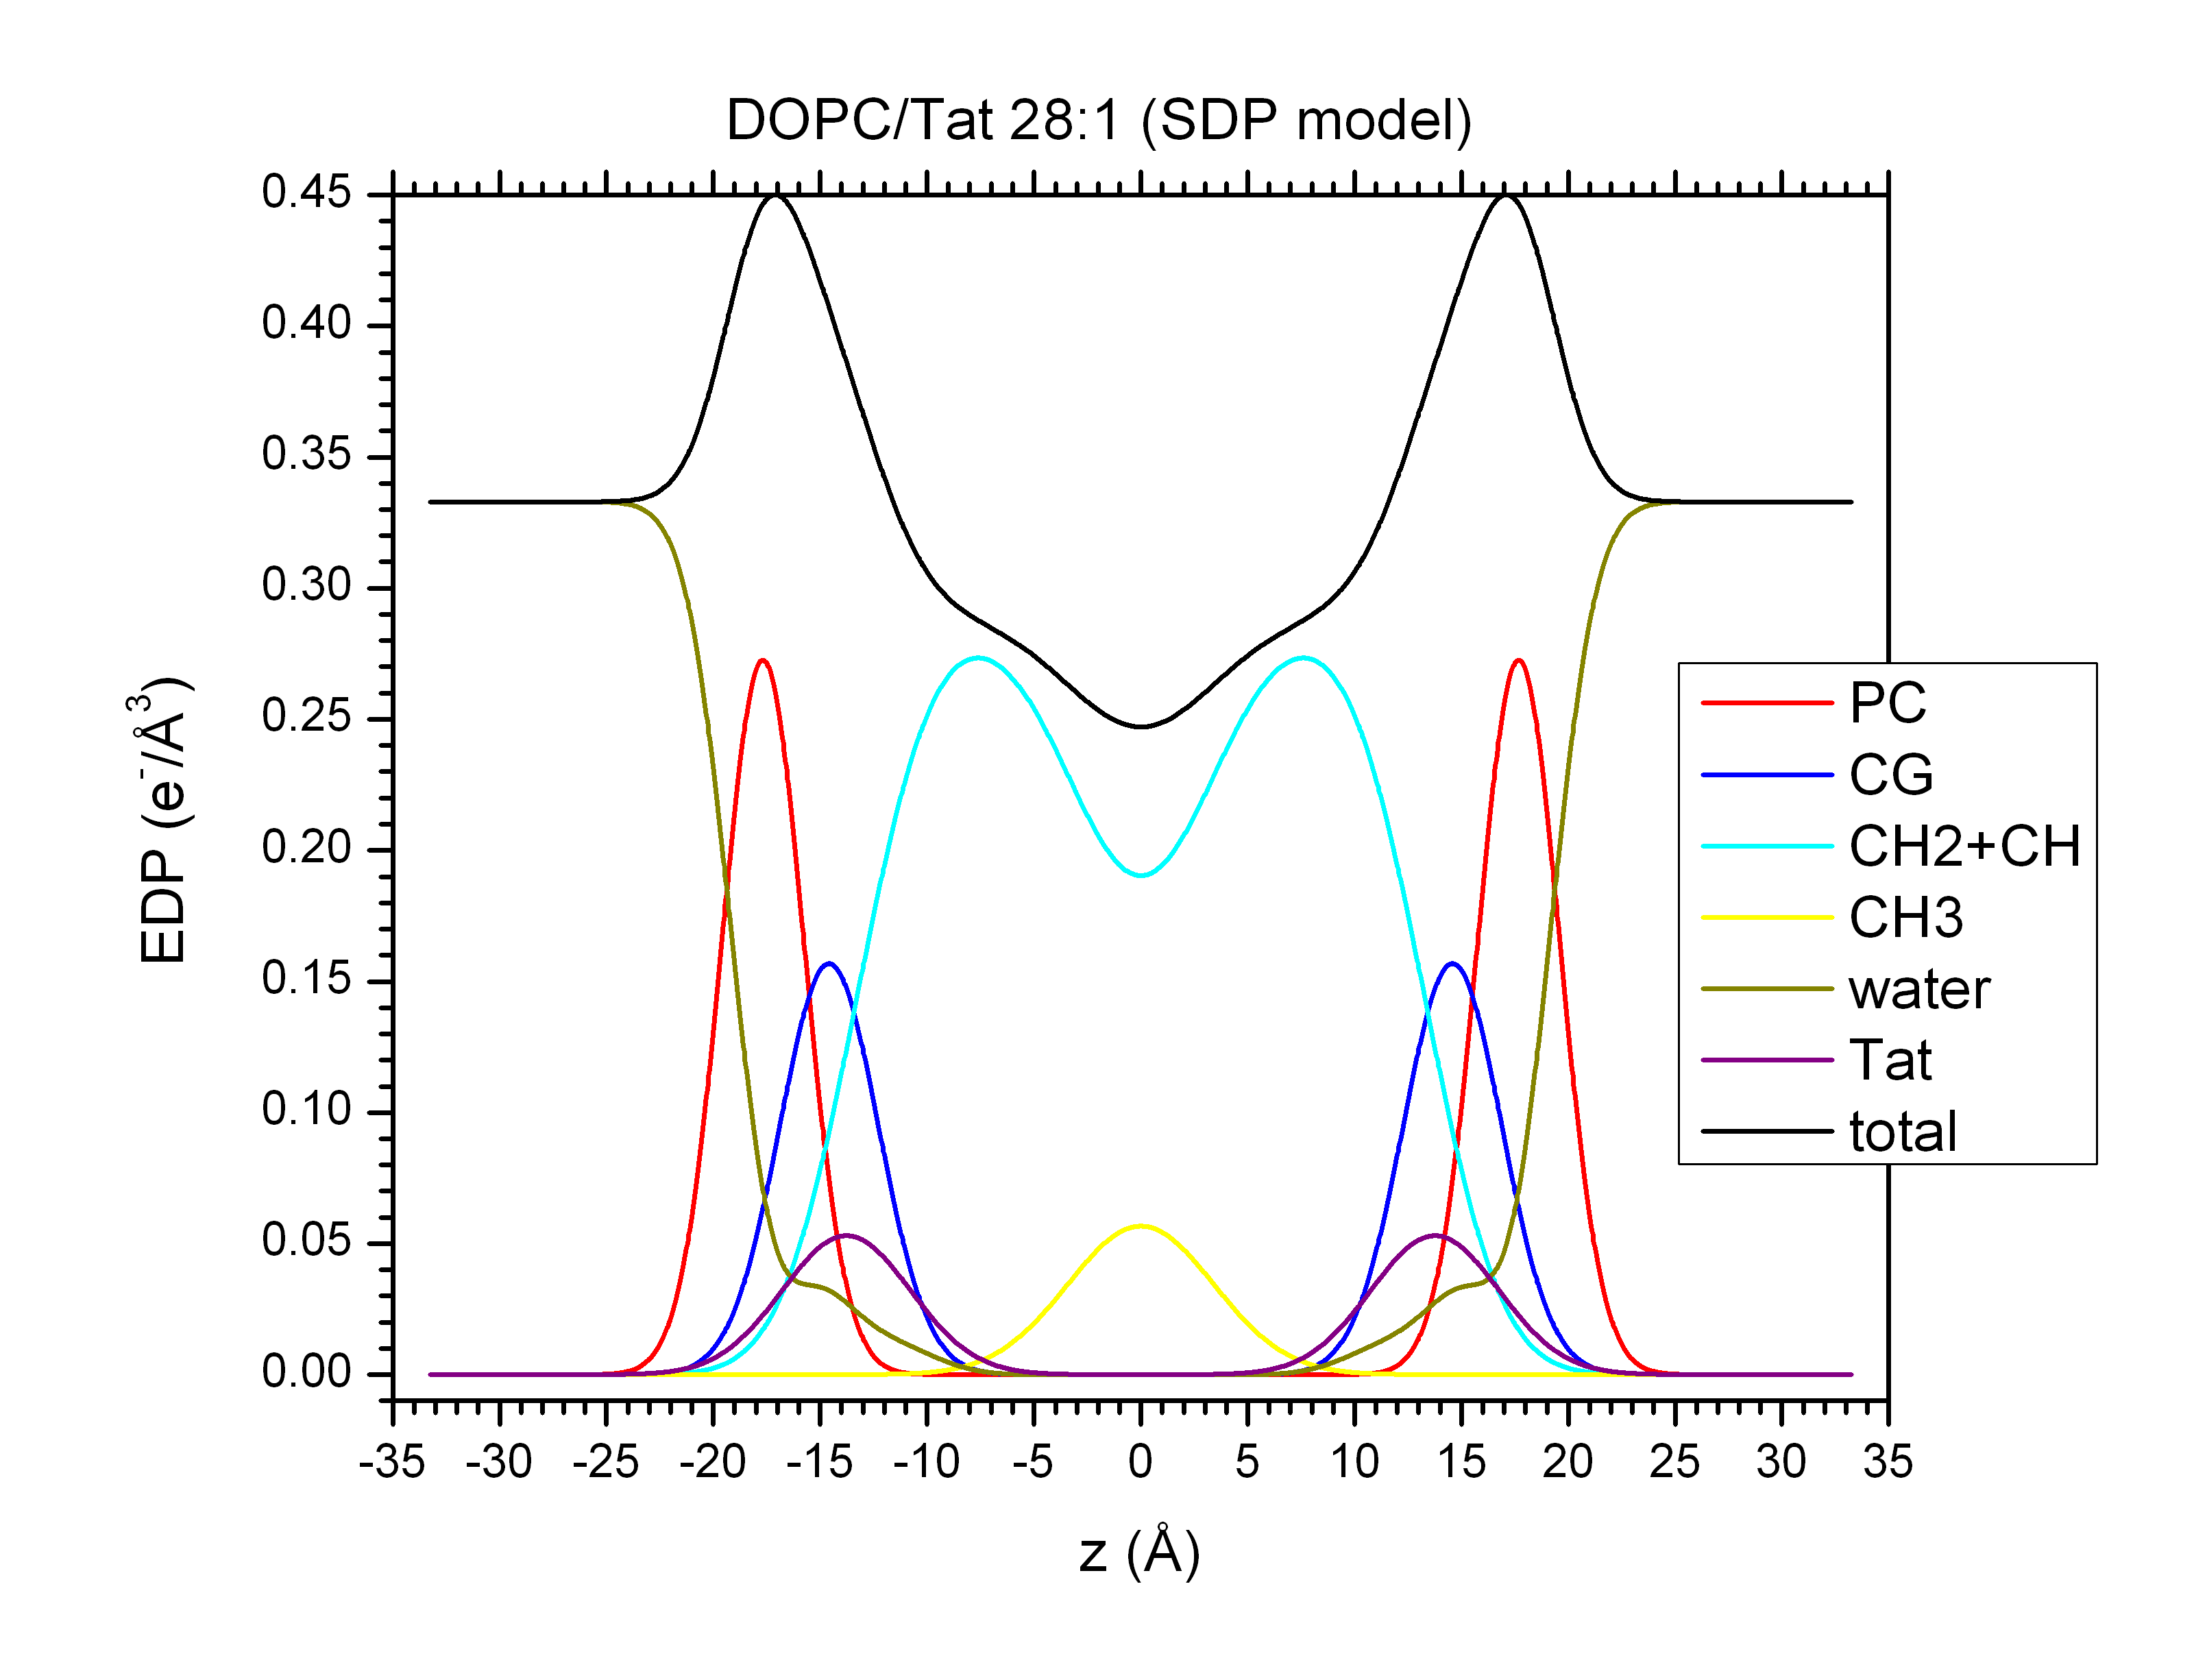 DOPC/Tat 28:1 (SDP model)
0.45
0.40
0.35
0.30
0.25
0.20
0.15
0.10
0.05
0.00
EDP (e⁻/Å³)
-35 -30 -25 -20 -15 -10 -5 0 5 10 15 20 25 30 35
z (Å)
PC
CG
CH2+CH
CH3
water
Tat
total